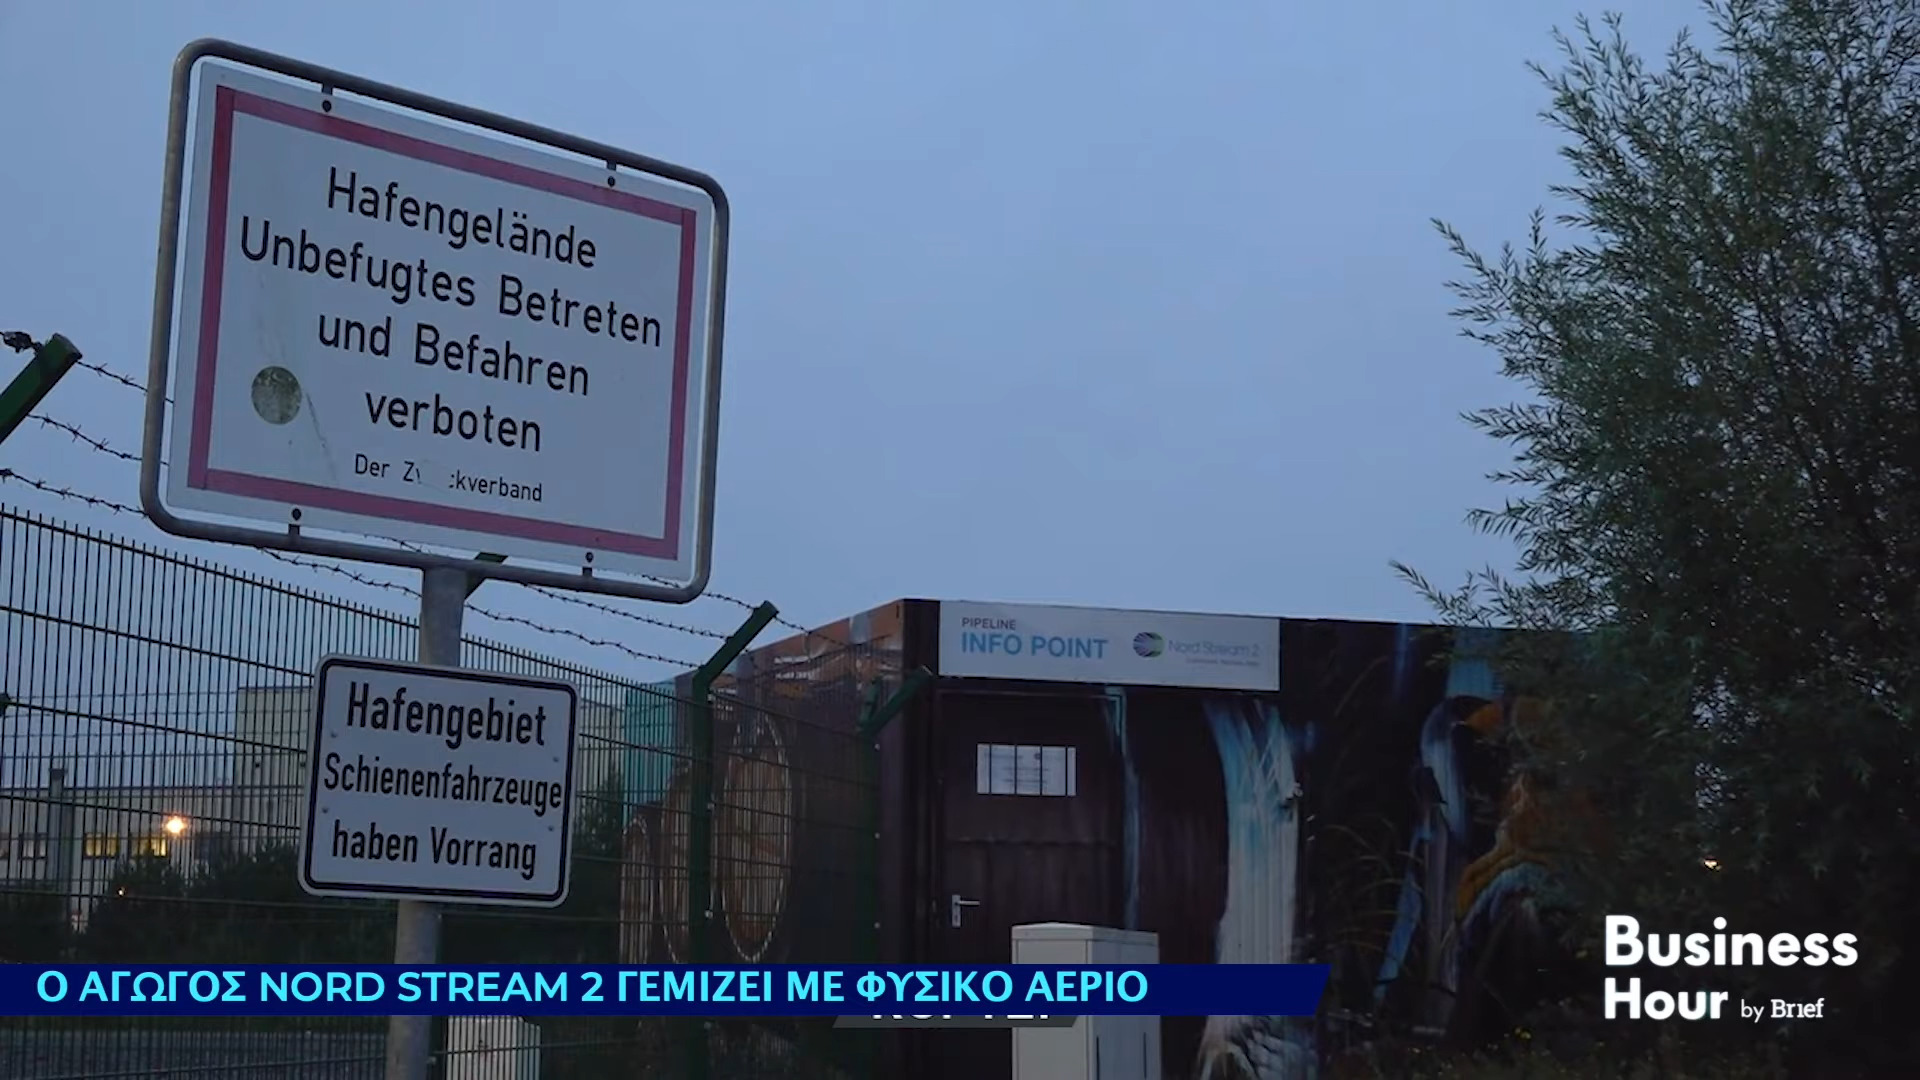 Hafengelände
Unbefugtes Betreten
und Befahren
verboten
Der
Hafengebiet
Schienenfahrzeuge
haben Vorrang
PIPELINE
INFO POINT
Nord Stream 2
Ο ΑΓΩΓΟΣ NORD STREAM 2 ΓΕΜΙΖΕΙ ΜΕ ΦΥΣΙΚΟ ΑΕΡΙΟ
Business
Hour by Brief